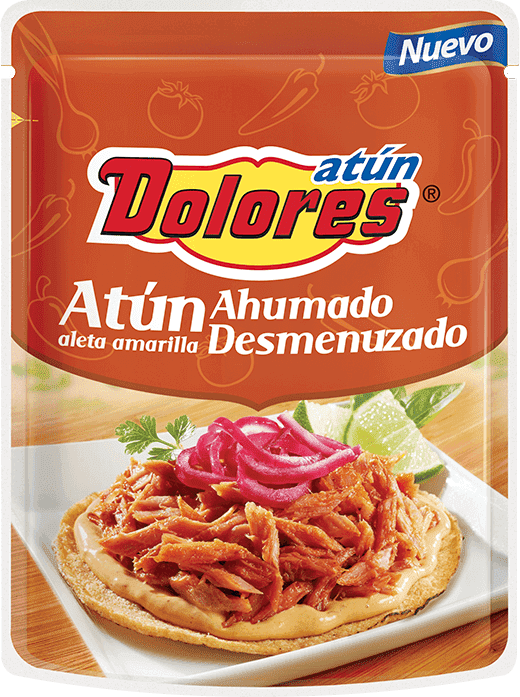 Nuevo
atún
Dolores®
Atún Ahumado
aleta amarilla Desmenuzado